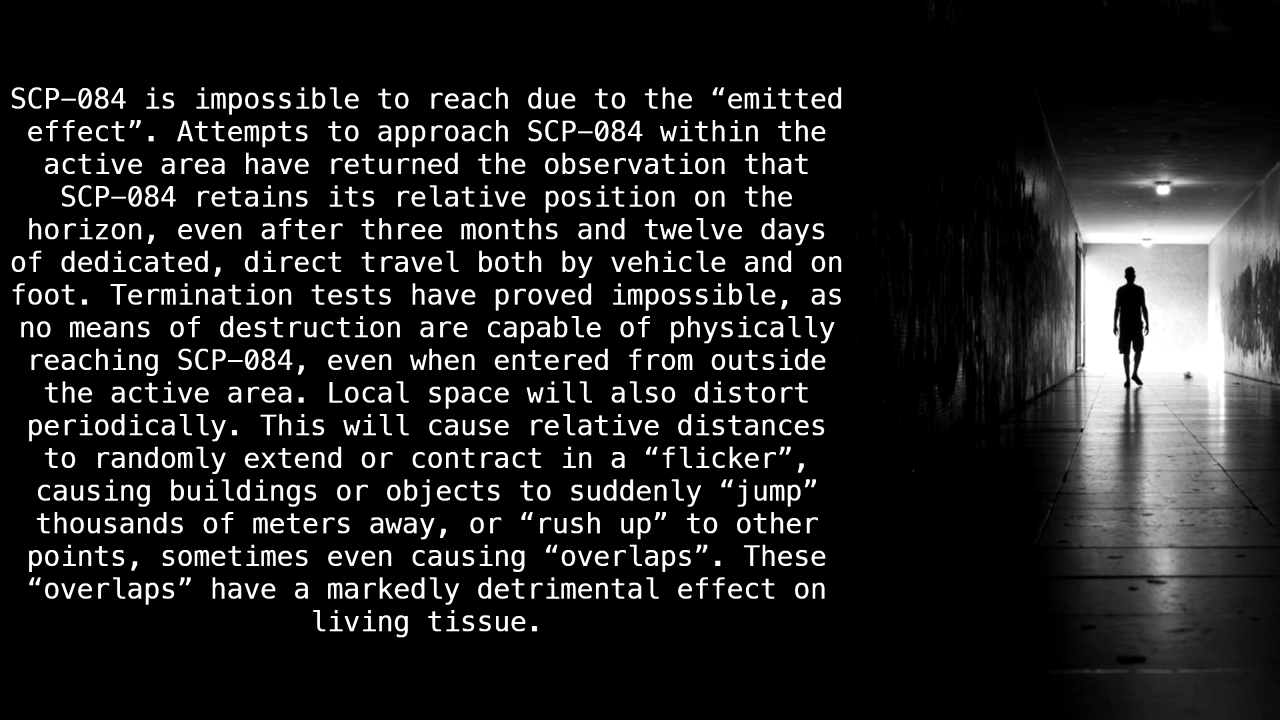 SCP–084 is impossible to reach due to the “emitted
effect”. Attempts to approach SCP–084 within the
active area have returned the observation that
SCP–084 retains its relative position on the
horizon, even after three months and twelve days
of dedicated, direct travel both by vehicle and on
foot. Termination tests have proved impossible, as
no means of destruction are capable of physically
reaching SCP–084, even when entered from outside
the active area. Local space will also distort
periodically. This will cause relative distances
to randomly extend or contract in a “flicker”,
causing buildings or objects to suddenly “jump”
thousands of meters away, or “rush up” to other
points, sometimes even causing “overlaps”. These
“overlaps” have a markedly detrimental effect on
living tissue.